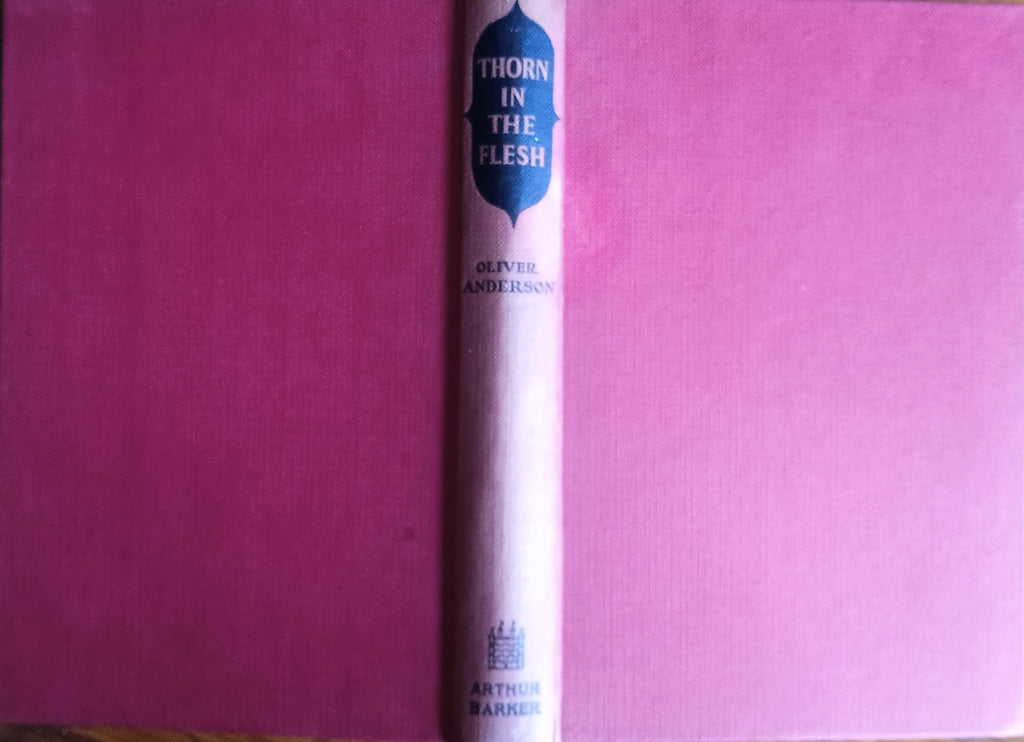 THORN
IN
THE
FLESH
OLIVER
ANDERSON
ARTHUR
BARKER